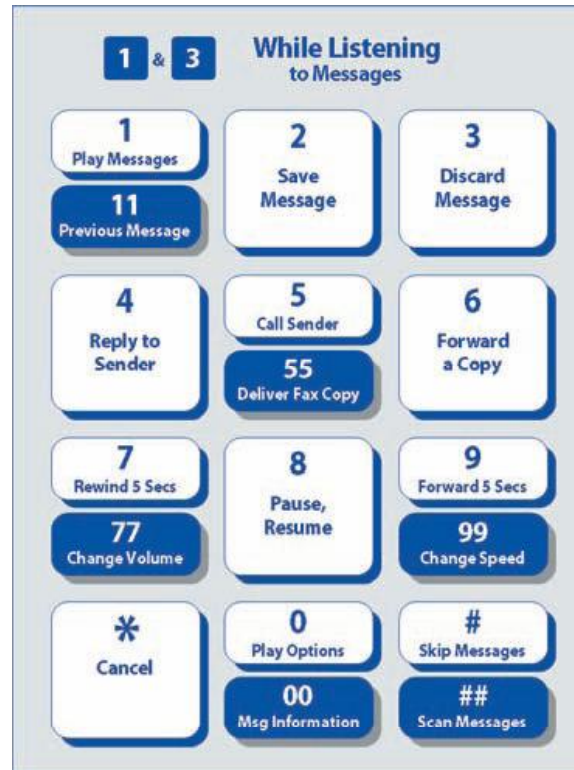 1 & 3 While Listening
to Messages
1
Play Messages
11
Previous Message
2
Save
Message
3
Discard
Message
4
Reply to
Sender
5
Call Sender
55
Deliver Fax Copy
6
Forward
a Copy
7
Rewind 5 Secs
77
Change Volume
8
Pause,
Resume
9
Forward 5 Secs
99
Change Speed
*
Cancel
0
Play Options
00
Msg Information
#
Skip Messages
##
Scan Messages